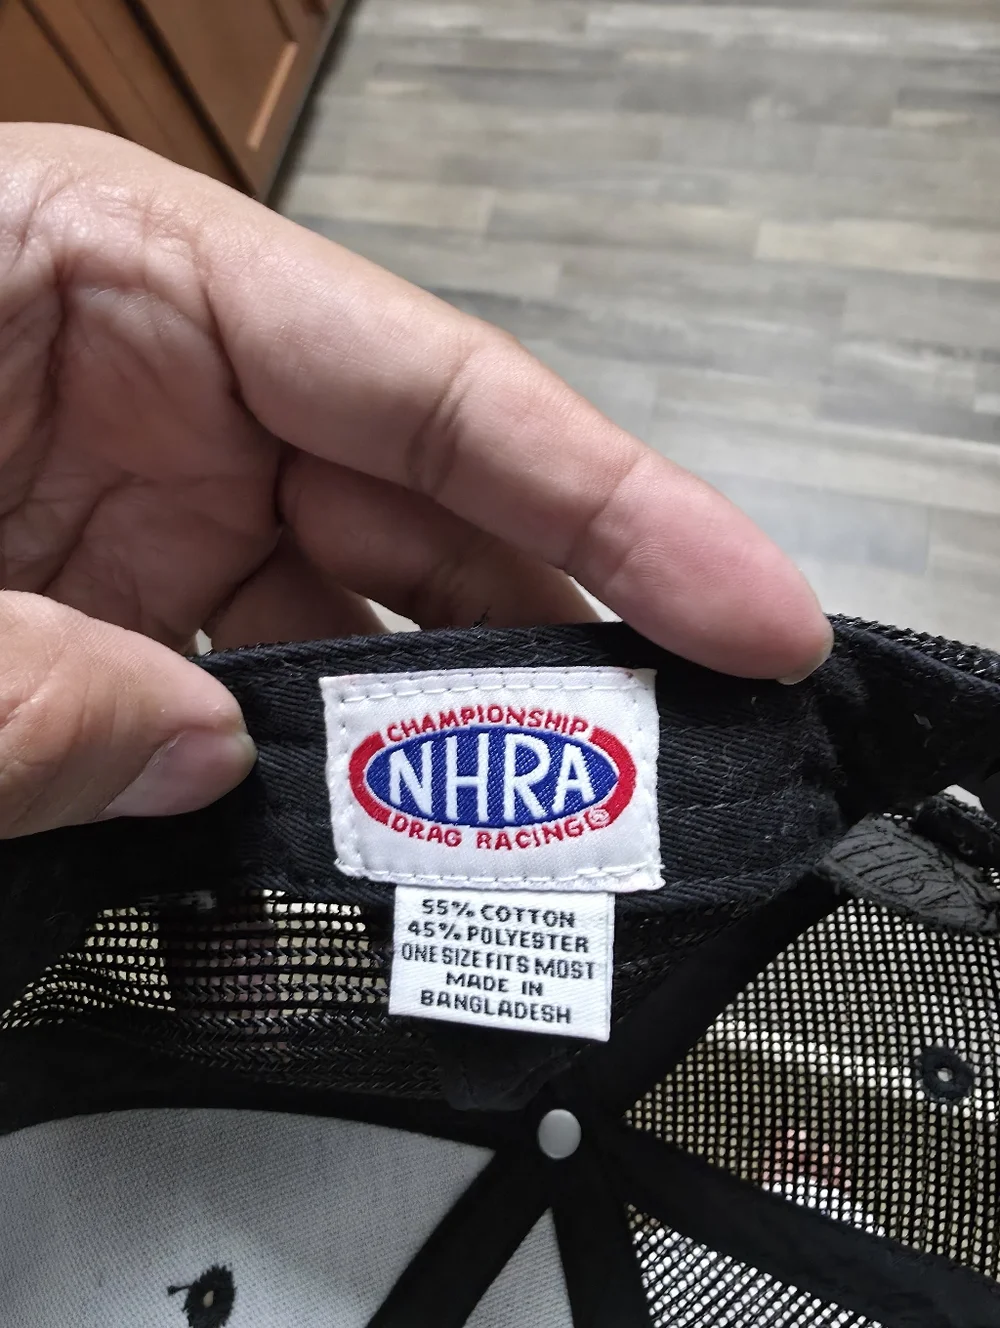 CHAMPIONSHIP
NHRA
DRAG RACING
55% COTTON
45% POLYESTER
ONE SIZE FITS MOST
MADE IN
BANGLADESH